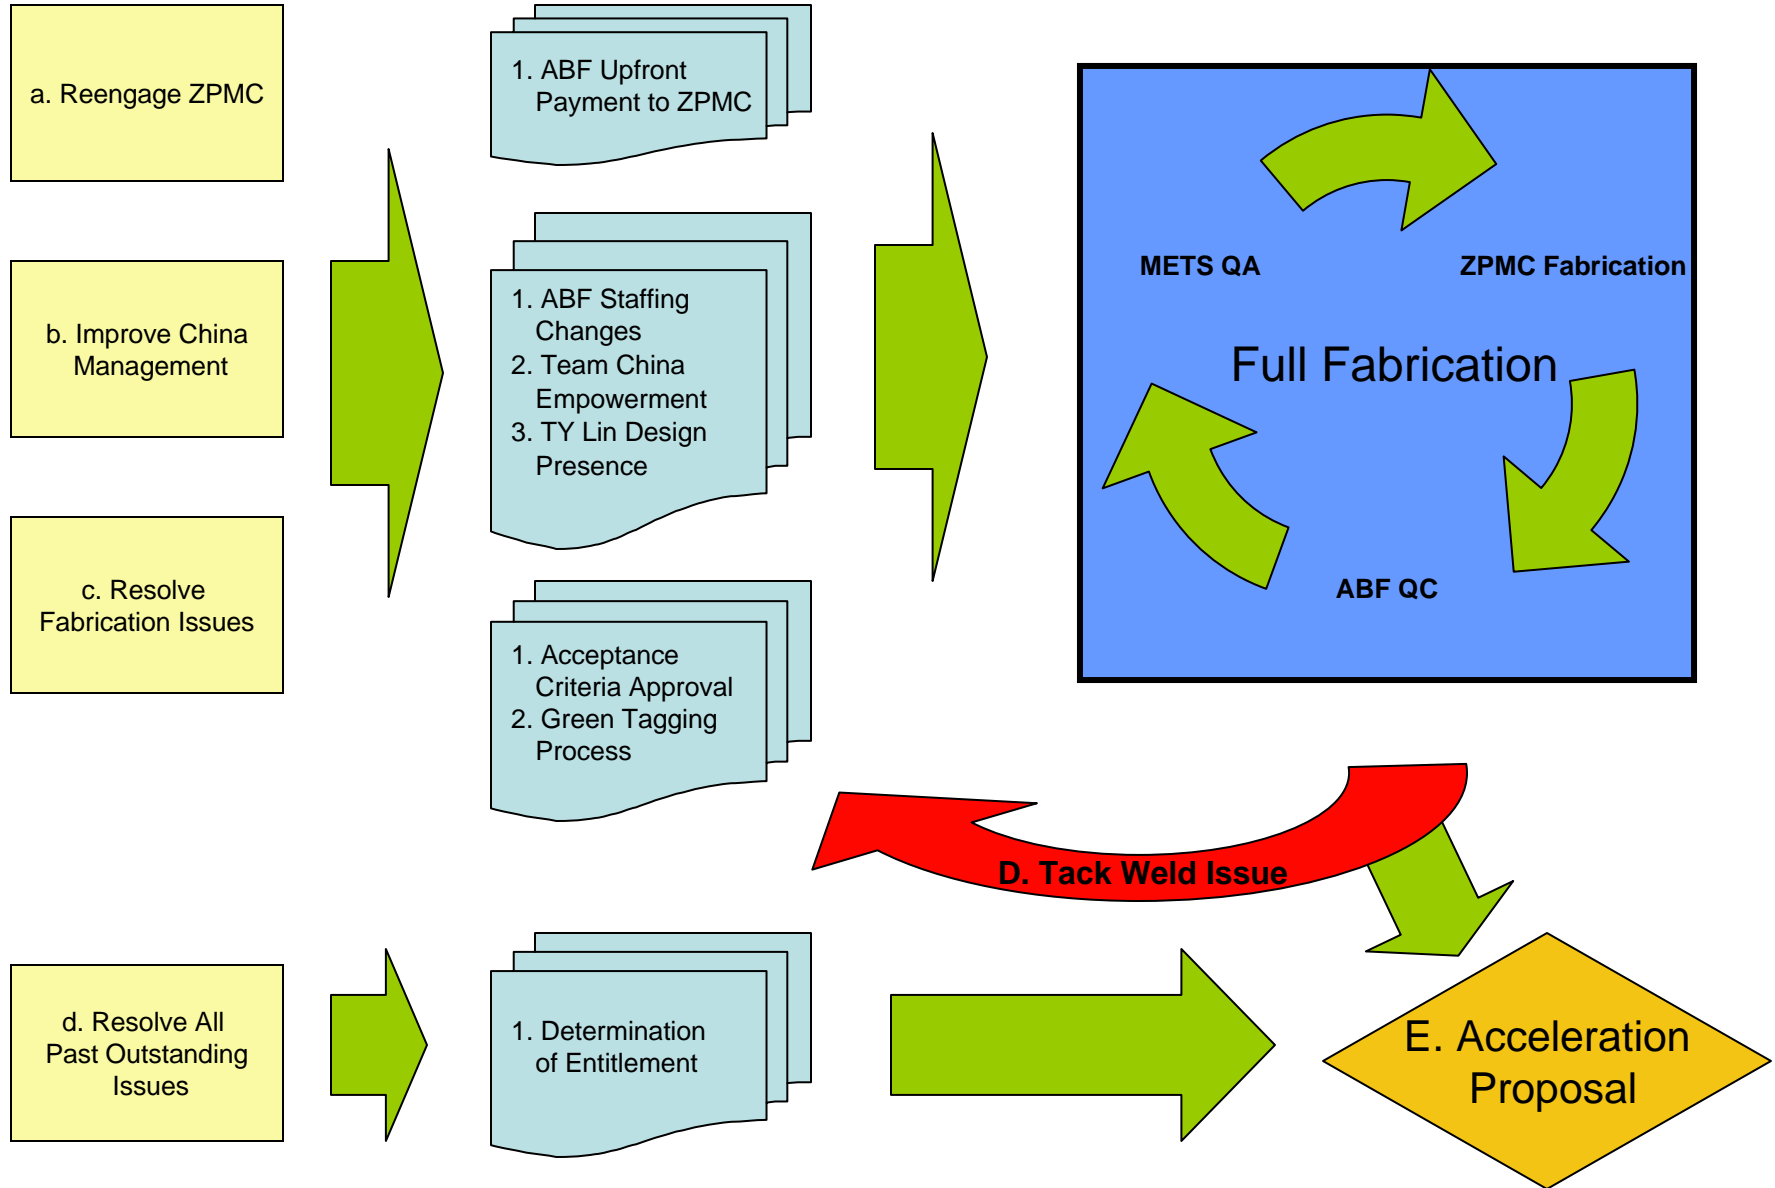 a. Reengage ZPMC
b. Improve China
Management
c. Resolve
Fabrication Issues
d. Resolve All
Past Outstanding
Issues
1. ABF Upfront
Payment to ZPMC
1. ABF Staffing
Changes
2. Team China
Empowerment
3. TY Lin Design
Presence
1. Acceptance
Criteria Approval
2. Green Tagging
Process
1. Determination
of Entitlement
METS QA
ZPMC Fabrication
Full Fabrication
ABF QC
D. Tack Weld Issue
E. Acceleration
Proposal